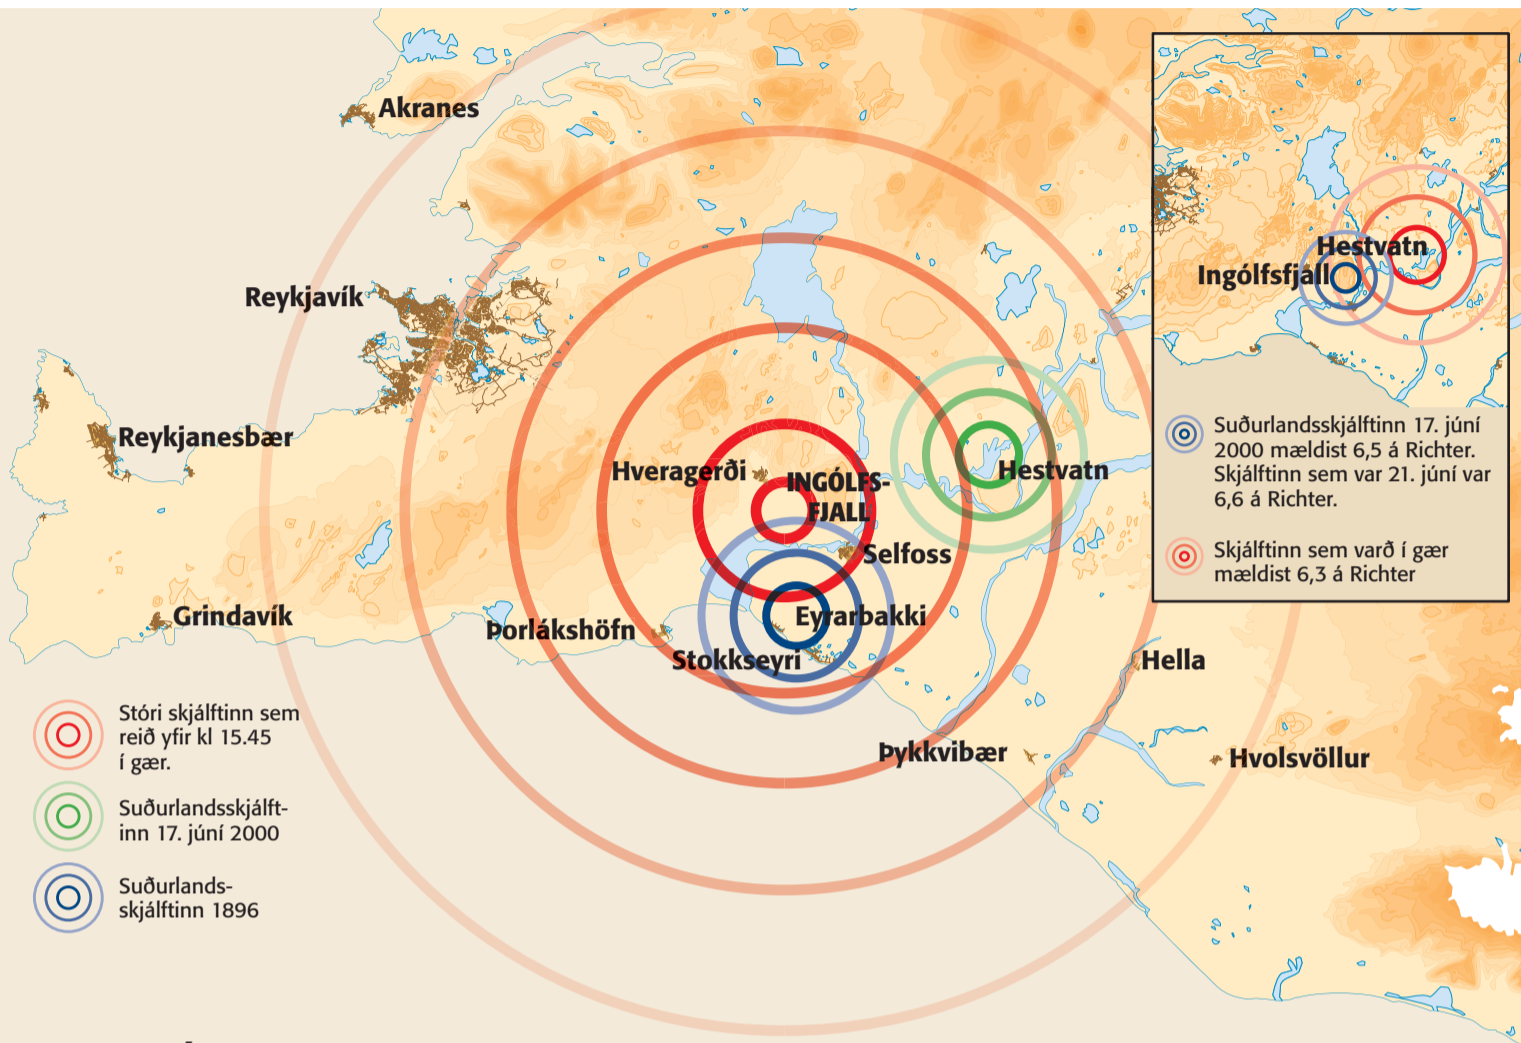 Akranes
Reykjavík
Reykjanesbær
Hveragerði
INGÓLFS-
FJALL
Hestvatn
Selfoss
Grindavík
Þorlákshöfn
Eyrarbakki
Stokkseyri
Hella
Þykkvibær
Hvolsvöllur
Stóri skjálftinn sem
reið yfir kl 15.45
í gær.
Suðurlandsskjálft-
inn 17. júní 2000
Suðurlands-
skjálftinn 1896
Hestvatn
Ingólfsfjall
Suðurlandsskjálftinn 17. júní
2000 mældist 6,5 á Richter.
Skjálftinn sem var 21. júní var
6,6 á Richter.
Skjálftinn sem varð í gær
mældist 6,3 á Richter